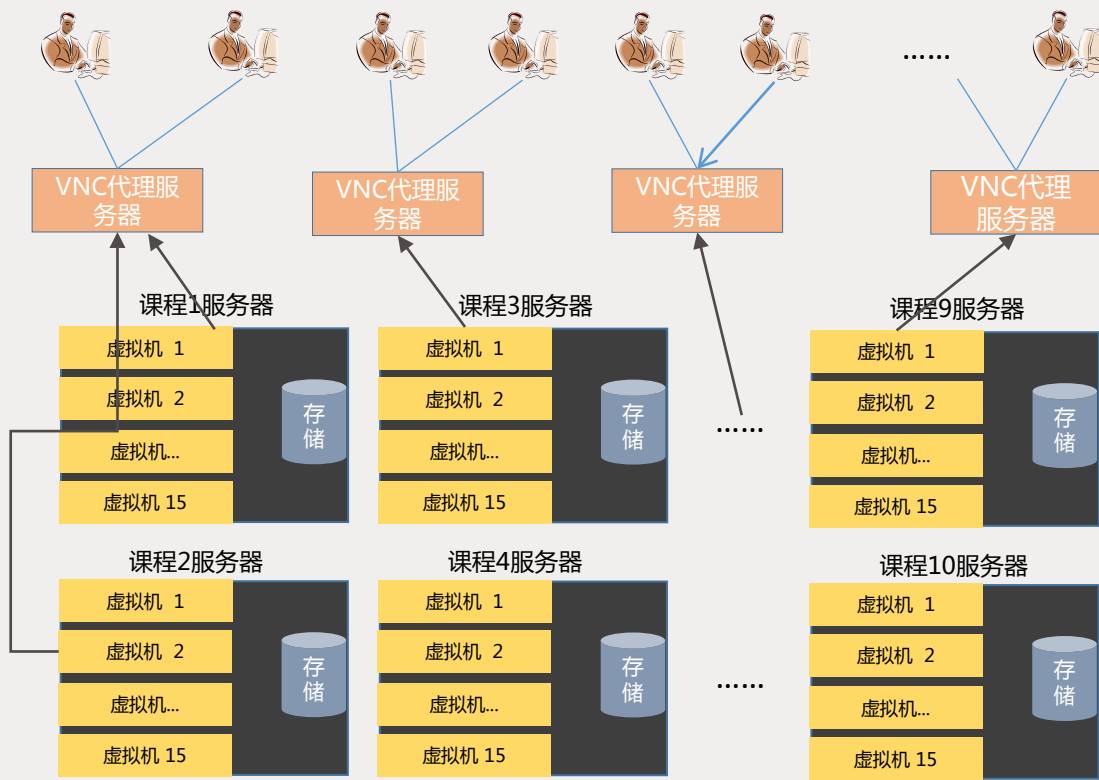 ……
VNC代理服
务器
VNC代理服
务器
VNC代理服
务器
VNC代理
服务器
课程1服务器
虚拟机 1
虚拟机 2
虚拟机...
虚拟机 15
存
储
课程3服务器
虚拟机 1
虚拟机 2
虚拟机...
虚拟机 15
存
储
……
课程9服务器
虚拟机 1
虚拟机 2
虚拟机...
虚拟机 15
存
储
课程2服务器
虚拟机 1
虚拟机 2
虚拟机...
虚拟机 15
存
储
课程4服务器
虚拟机 1
虚拟机 2
虚拟机...
虚拟机 15
存
储
……
课程10服务器
虚拟机 1
虚拟机 2
虚拟机...
虚拟机 15
存
储